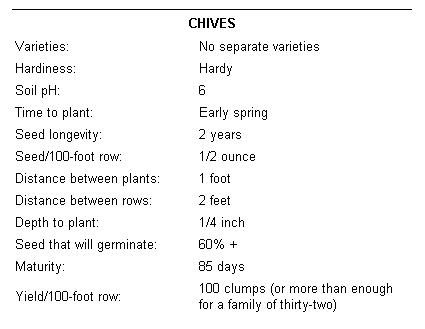 CHIVES
Varieties: No separate varieties
Hardiness: Hardy
Soil pH: 6
Time to plant: Early spring
Seed longevity: 2 years
Seed/100-foot row: 1/2 ounce
Distance between plants: 1 foot
Distance between rows: 2 feet
Depth to plant: 1/4 inch
Seed that will germinate: 60% +
Maturity: 85 days
Yield/100-foot row: 100 clumps (or more than enough
for a family of thirty-two)